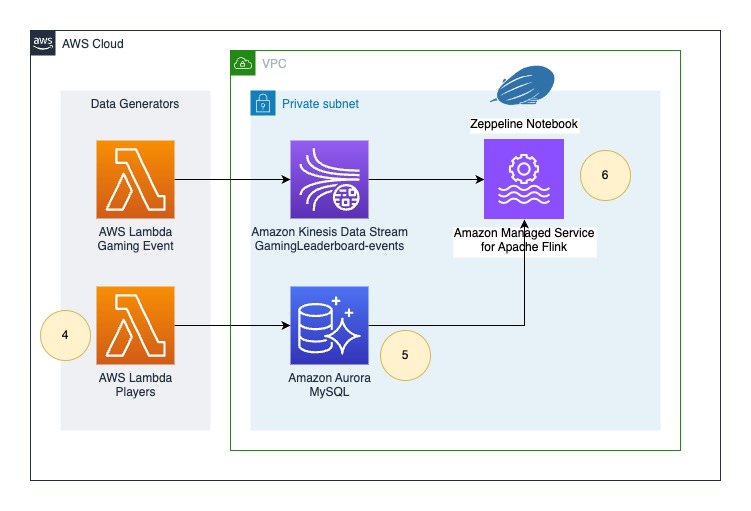 aws
AWS Cloud
VPC
Data Generators
Private subnet
Zeppeline Notebook
6
AWS Lambda
Gaming Event
Amazon Kinesis Data Stream
GamingLeaderboard-events
Amazon Managed Service
for Apache Flink
4
5
AWS Lambda
Players
Amazon Aurora
MySQL